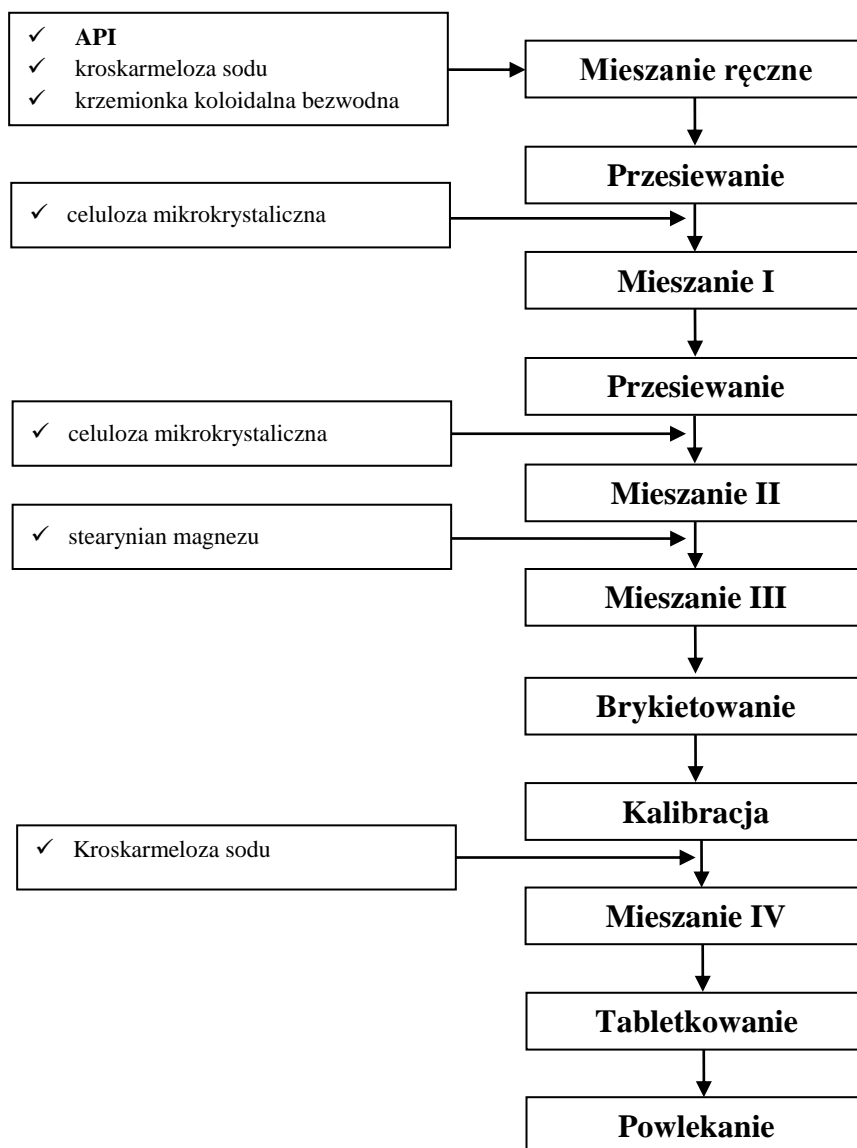 ✓ API
✓ kroskarmeloza sodu
✓ krzemionka koloidalna bezwodna
Mieszanie ręczne
Przesiewanie
✓ celuloza mikrokrystaliczna
Mieszanie I
Przesiewanie
✓ celuloza mikrokrystaliczna
Mieszanie II
✓ stearynian magnezu
Mieszanie III
Brykietowanie
Kalibracja
✓ Kroskarmeloza sodu
Mieszanie IV
Tabletkowanie
Powlekanie